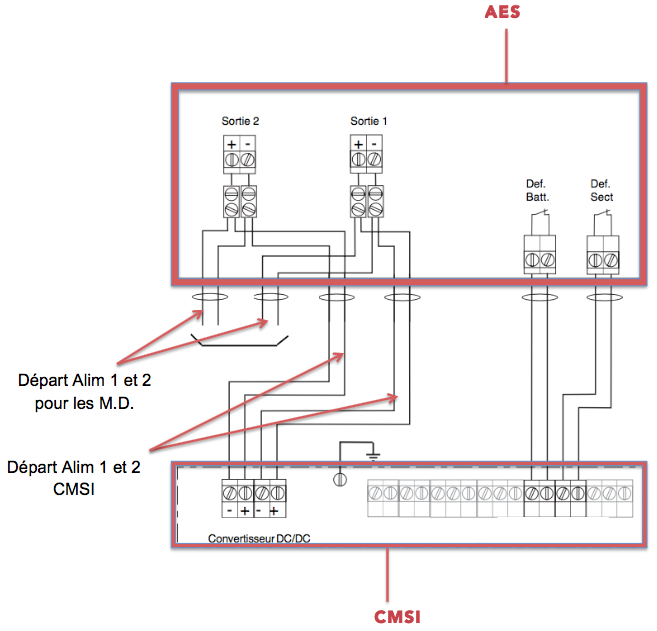 AES
Sortie 2
Sortie 1
+ -
+ -
Def.
Batt.
Def.
Sect
Départ Alim 1 et 2
pour les M.D.
Départ Alim 1 et 2
CMSI
- + - +
Convertisseur DC/DC
CMSI